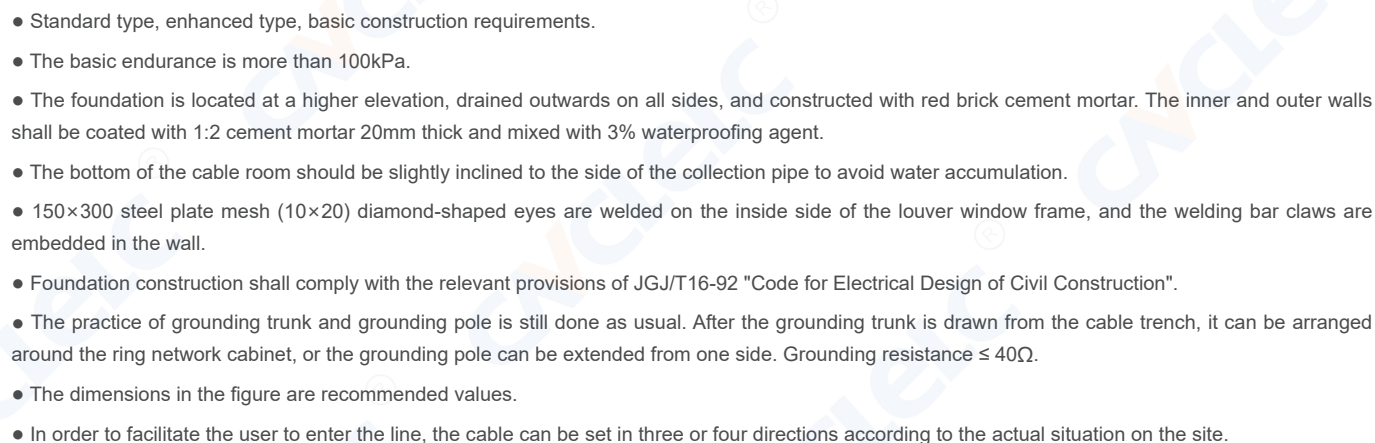 ● Standard type, enhanced type, basic construction requirements.
● The basic endurance is more than 100kPa.
● The foundation is located at a higher elevation, drained outwards on all sides, and constructed with red brick cement mortar. The inner and outer walls
shall be coated with 1:2 cement mortar 20mm thick and mixed with 3% waterproofing agent.
● The bottom of the cable room should be slightly inclined to the side of the collection pipe to avoid water accumulation.
● 150×300 steel plate mesh (10×20) diamond-shaped eyes are welded on the inside side of the louver window frame, and the welding bar claws are
embedded in the wall.
● Foundation construction shall comply with the relevant provisions of JGJ/T16-92 "Code for Electrical Design of Civil Construction".
● The practice of grounding trunk and grounding pole is still done as usual. After the grounding trunk is drawn from the cable trench, it can be arranged
around the ring network cabinet, or the grounding pole can be extended from one side. Grounding resistance ≤ 40Ω.
● The dimensions in the figure are recommended values.
● In order to facilitate the user to enter the line, the cable can be set in three or four directions according to the actual situation on the site.
CNCLELC